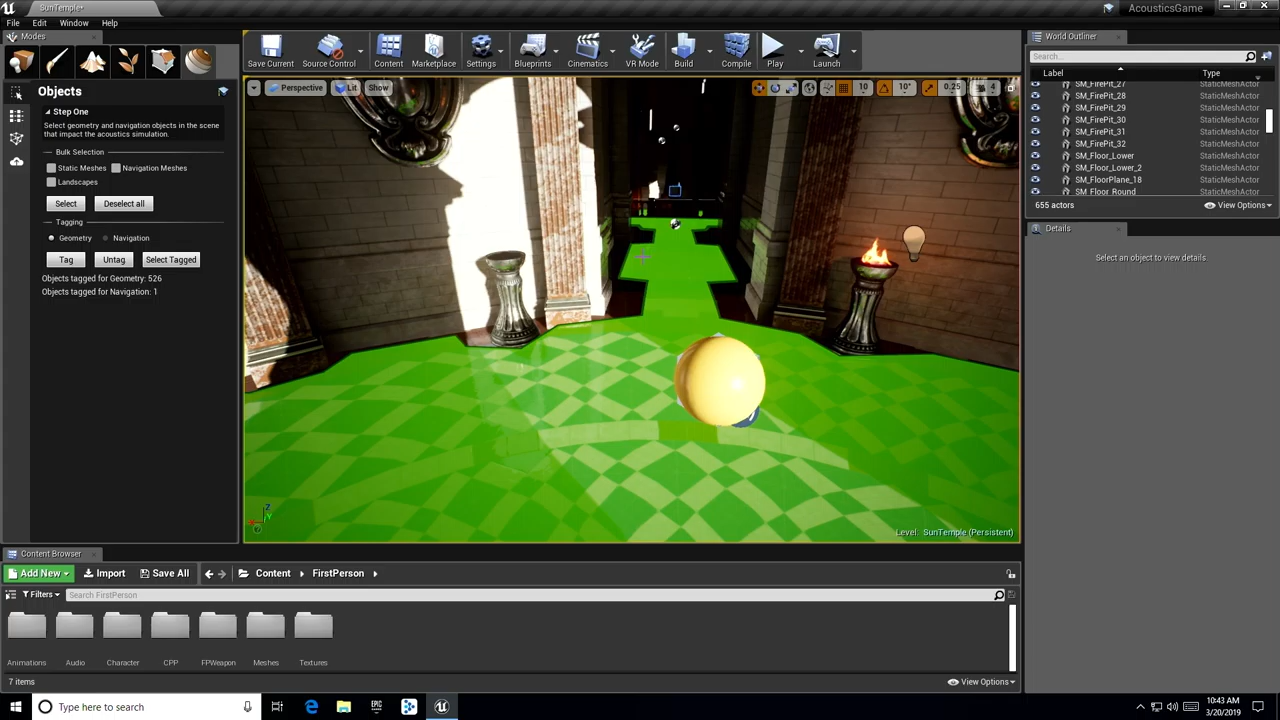 SunTemple*
AcousticsGame
File Edit Window Help
Modes
Objects
Step One
Select geometry and navigation objects in the scene
that impact the acoustics simulation.
Bulk Selection
Static Meshes Navigation Meshes
Landscapes
Select Deselect all
Tagging
Geometry Navigation
Tag Untag Select Tagged
Objects tagged for Geometry: 526
Objects tagged for Navigation: 1
Save Current Source Control Content Marketplace Settings Blueprints Cinematics VR Mode Build Compile Play Launch
Perspective Lit Show
10 10° 0.25 4
Level: SunTemple (Persistent)
World Outliner
Search...
Label Type
SM_FirePit_27 StaticMeshActor
SM_FirePit_28 StaticMeshActor
SM_FirePit_29 StaticMeshActor
SM_FirePit_30 StaticMeshActor
SM_FirePit_31 StaticMeshActor
SM_FirePit_32 StaticMeshActor
SM_Floor_Lower StaticMeshActor
SM_Floor_Lower_2 StaticMeshActor
SM_FloorPlane_18 StaticMeshActor
SM_Floor_Round StaticMeshActor
655 actors View Options
Details
Select an object to view details.
Content Browser
Add New Import Save All Content FirstPerson
Filters Search FirstPerson
Animations Audio Character CPP FPWeapon Meshes Textures
7 items View Options
Type here to search
EPIC
10:43 AM
3/20/2019